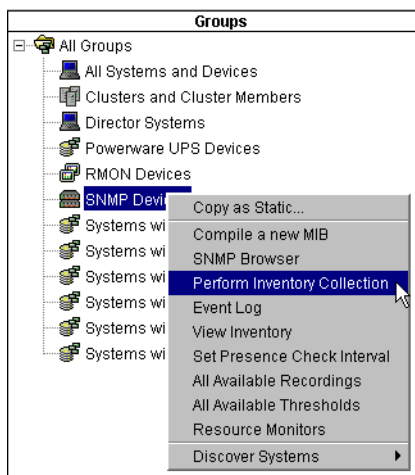 Groups
All Groups
All Systems and Devices
Clusters and Cluster Members
Director Systems
Powerware UPS Devices
RMON Devices
SNMP Devi
Systems wi
Systems wi
Systems wi
Systems wi
Systems wi
Systems wi
Copy as Static...
Compile a new MIB
SNMP Browser
Perform Inventory Collection
Event Log
View Inventory
Set Presence Check Interval
All Available Recordings
All Available Thresholds
Resource Monitors
Discover Systems